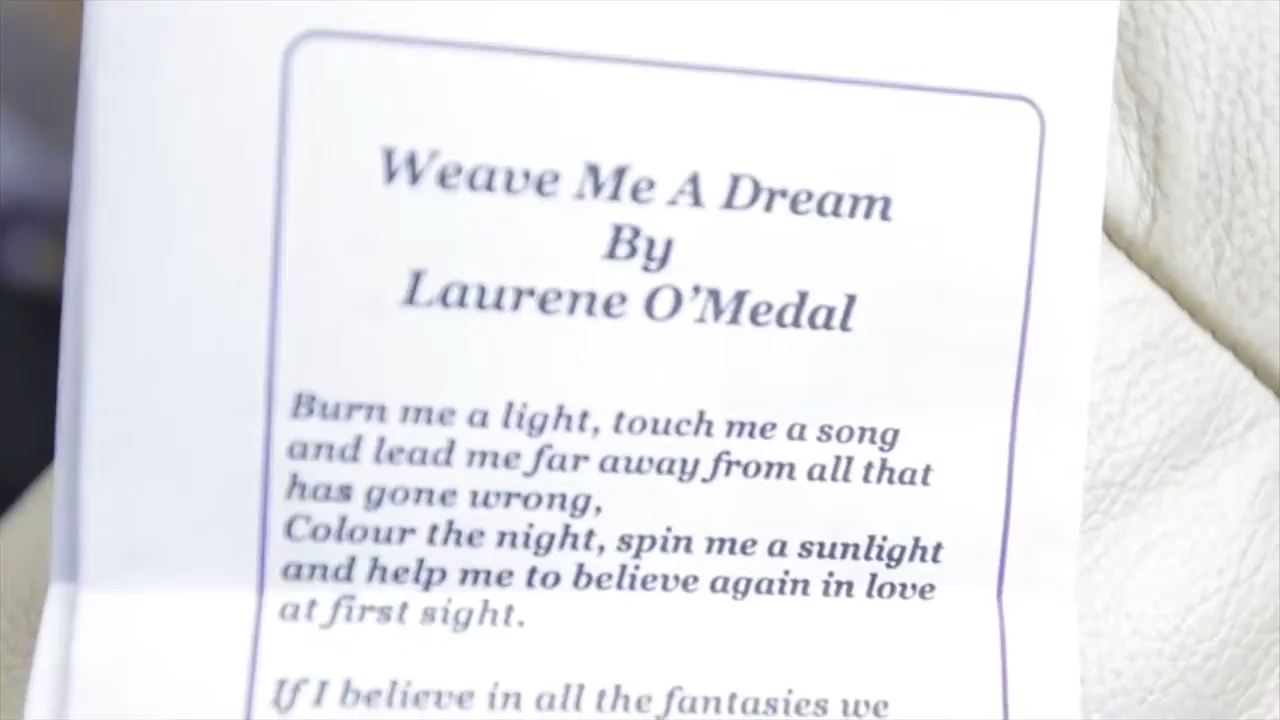 Weave Me A Dream
By
Laurene O’Medal
Burn me a light, touch me a song
and lead me far away from all that
has gone wrong,
Colour the night, spin me a sunlight
and help me to believe again in love
at first sight.
If I believe in all the fantasies we